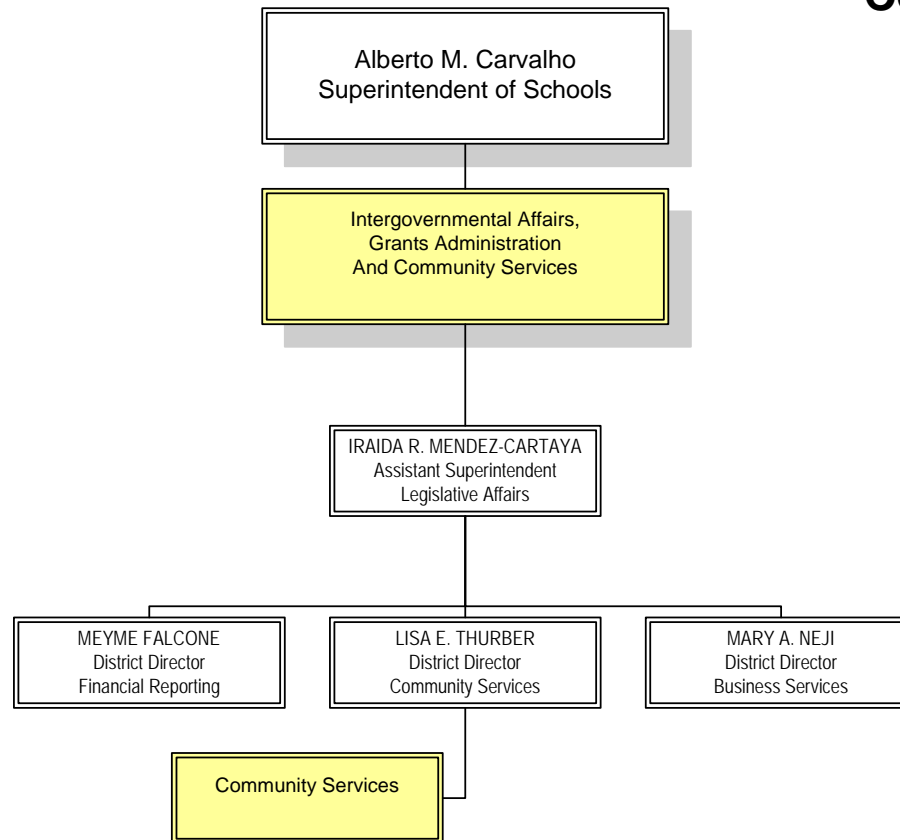 Alberto M. Carvalho
Superintendent of Schools
Intergovernmental Affairs,
Grants Administration
And Community Services
IRAIDA R. MENDEZ-CARTAYA
Assistant Superintendent
Legislative Affairs
MEYME FALCONE
District Director
Financial Reporting
LISA E. THURBER
District Director
Community Services
MARY A. NEJI
District Director
Business Services
Community Services